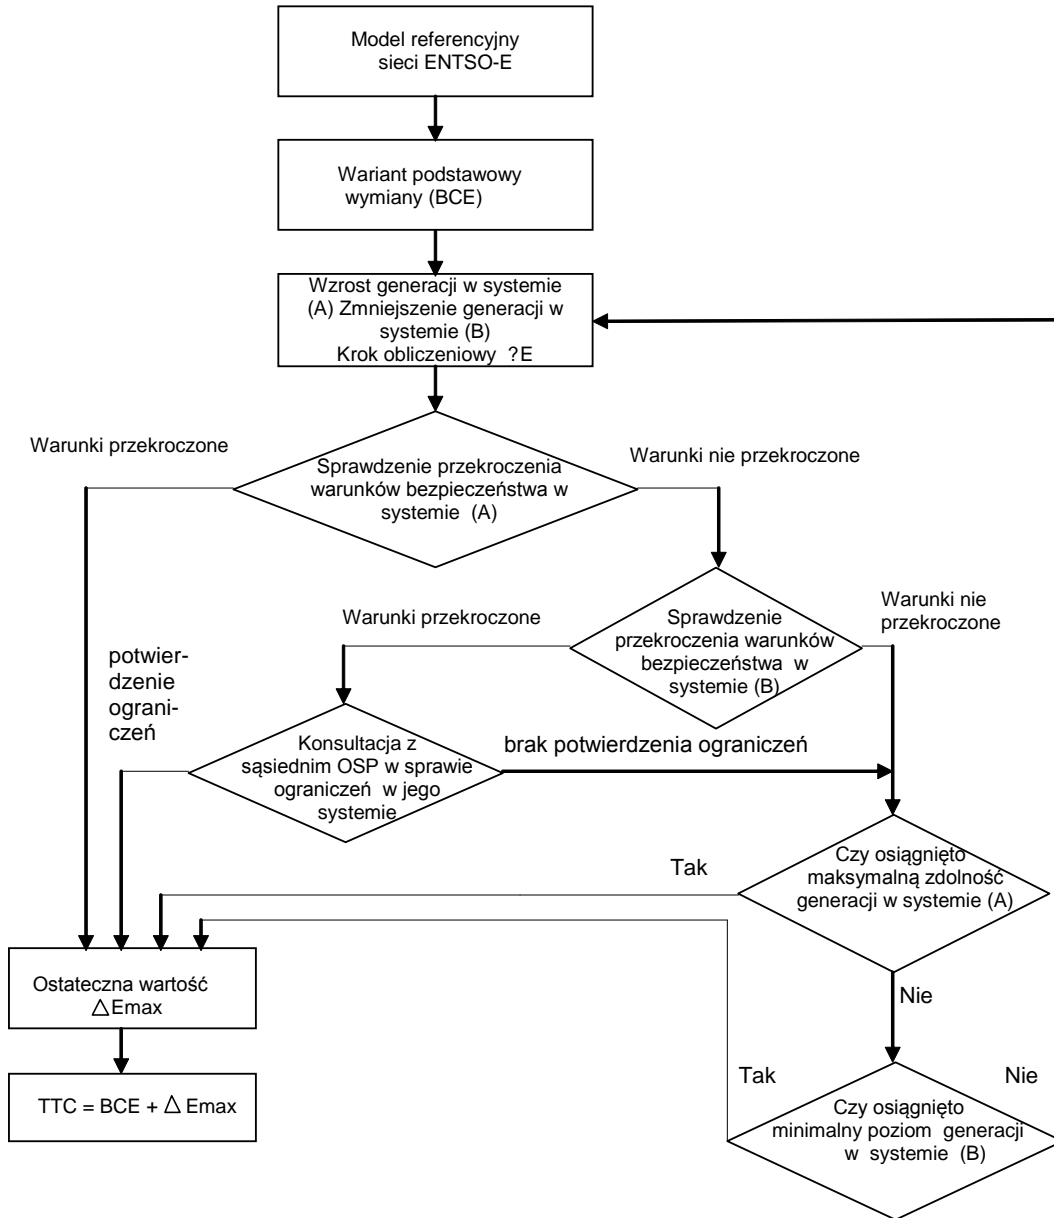 Model referencyjny
sieci ENTSO-E
Wariant podstawowy
wymiany (BCE)
Wzrost generacji w systemie
(A) Zmniejszenie generacji w
systemie (B)
Krok obliczeniowy ?E
Warunki przekroczone
Sprawdzenie przekroczenia
warunków bezpieczeństwa w
systemie (A)
Warunki nie przekroczone
Warunki przekroczone
Sprawdzenie
przekroczenia warunków
bezpieczeństwa w
systemie (B)
Warunki nie
przekroczone
potwier-
dzenie
ograni-
czeń
Konsultacja z
sąsiednim OSP w sprawie
ograniczeń w jego
systemie
brak potwierdzenia ograniczeń
Tak
Czy osiągnięto
maksymalną zdolność
generacji w systemie (A)
Nie
Ostateczna wartość
△Emax
TTC = BCE + △ Emax
Tak
Nie
Czy osiągnięto
minimalny poziom generacji
w systemie (B)